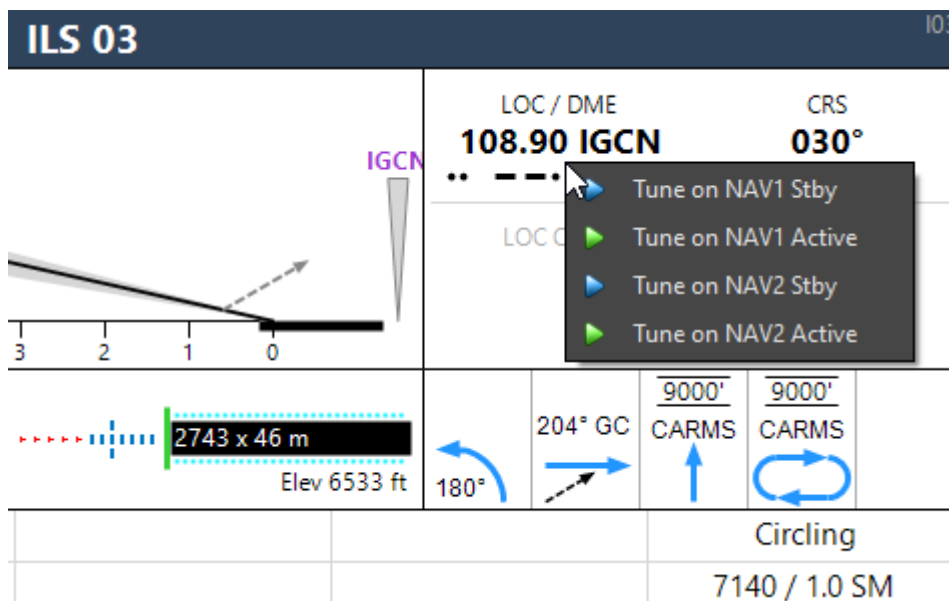 ILS 03
I03
LOC / DME
CRS
108.90 IGCN
030°
IGCN
Tune on NAV1 Stby
Tune on NAV1 Active
Tune on NAV2 Stby
Tune on NAV2 Active
LOC
3 2 1 0
2743 x 46 m
Elev 6533 ft
180°
204° GC
9000'
CARMS
9000'
CARMS
Circling
7140 / 1.0 SM